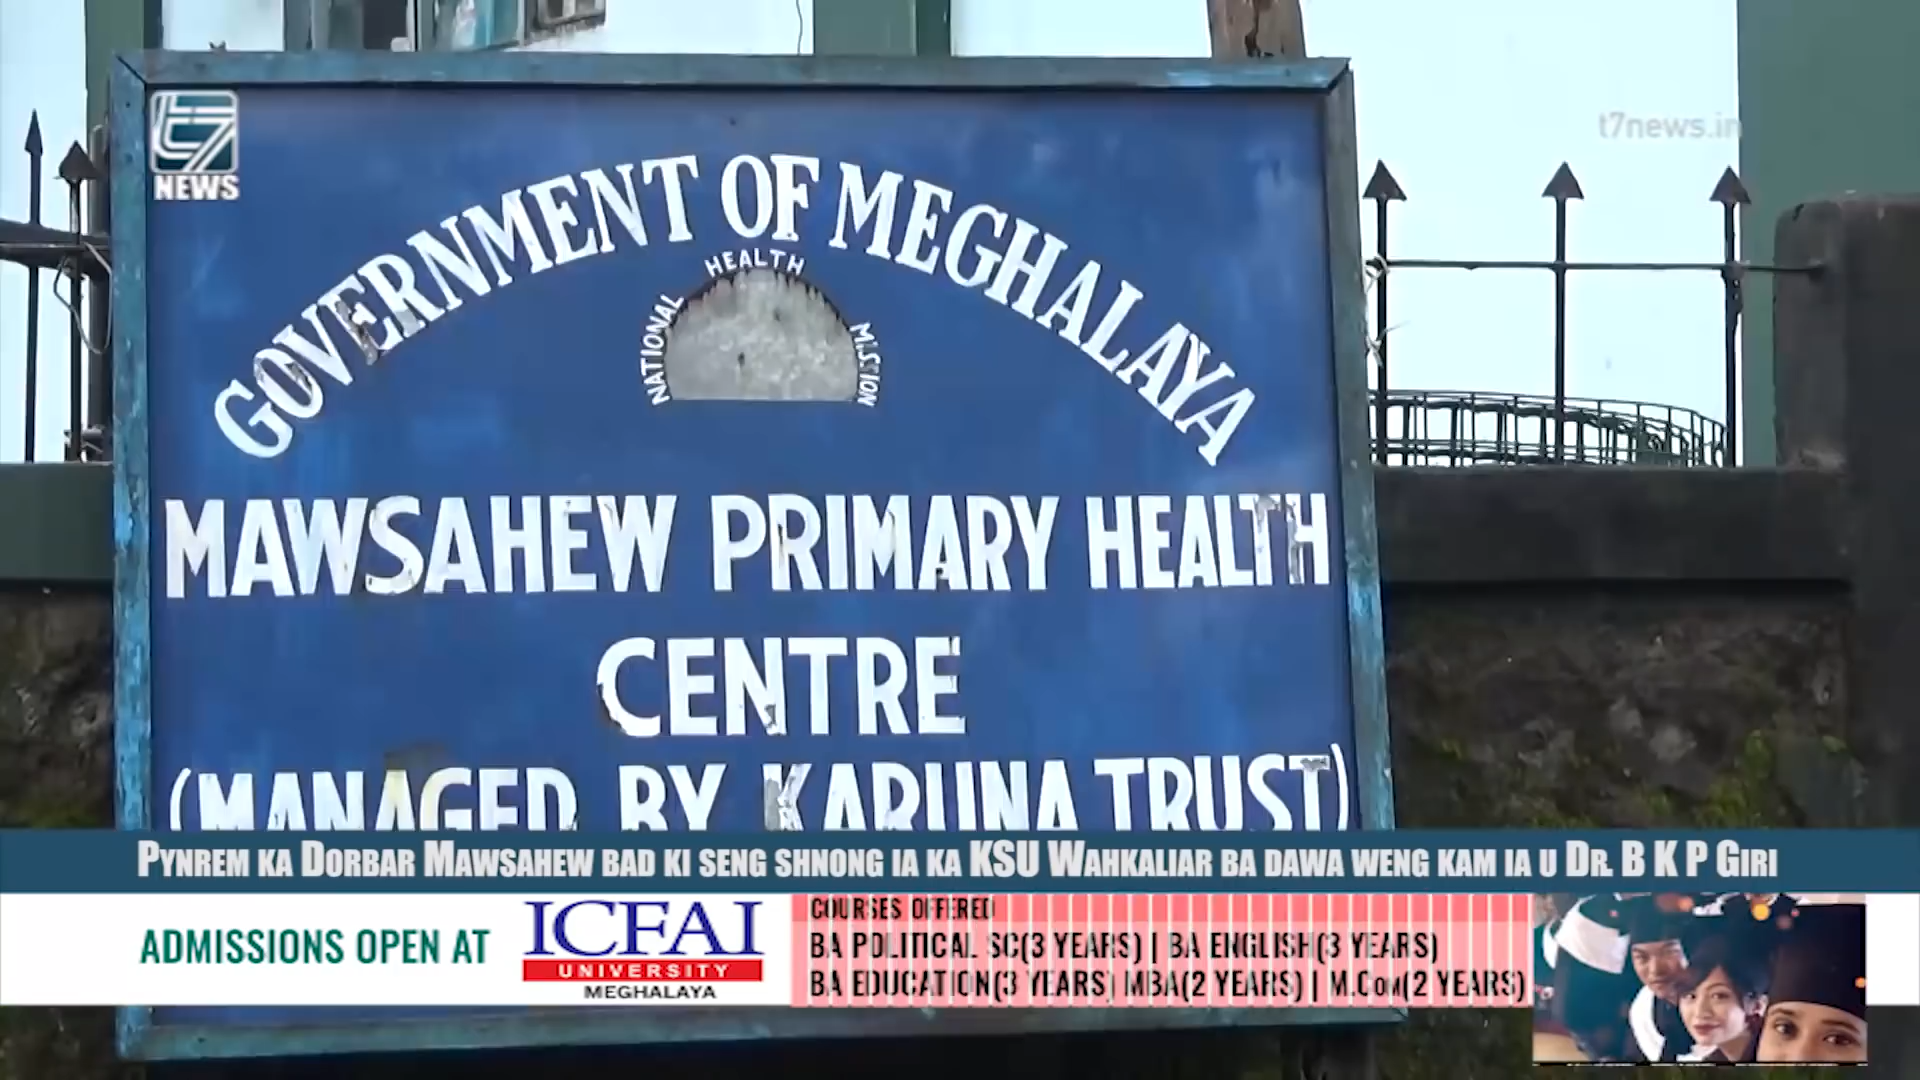 T7
NEWS
t7news.in
GOVERNMENT OF MEGHALAYA
NATIONAL HEALTH MISSION
MAWSAHEW PRIMARY HEALTH
CENTRE
(MANAGED BY KARUNA TRUST)
PYNREM KA DORBAR MAWSAHEW BAD KI SENG SHNONG IA KA KSU WAHKALIAR BA DAWA WENG KAM IA U DR. B K P GIRI
ADMISSIONS OPEN AT
ICFAI
UNIVERSITY
MEGHALAYA
COURSES OFFERED
BA POLITICAL SC(3 YEARS) | BA ENGLISH(3 YEARS)
BA EDUCATION(3 YEARS) MBA(2 YEARS) | M.COM(2 YEARS)